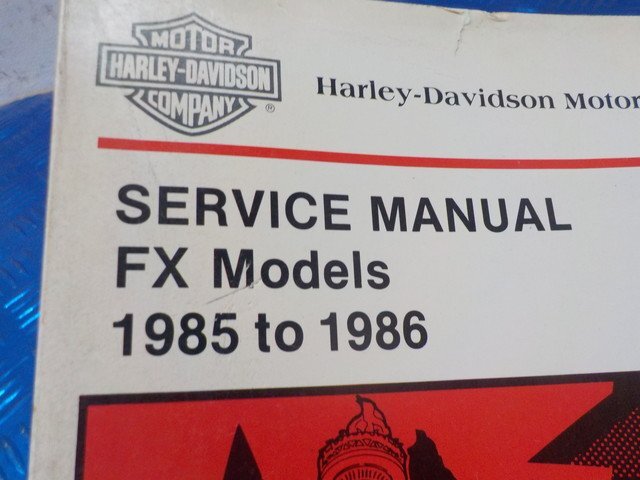 MOTOR
HARLEY-DAVIDSON
COMPANY
®
Harley-Davidson Motor
SERVICE MANUAL
FX Models
1985 to 1986